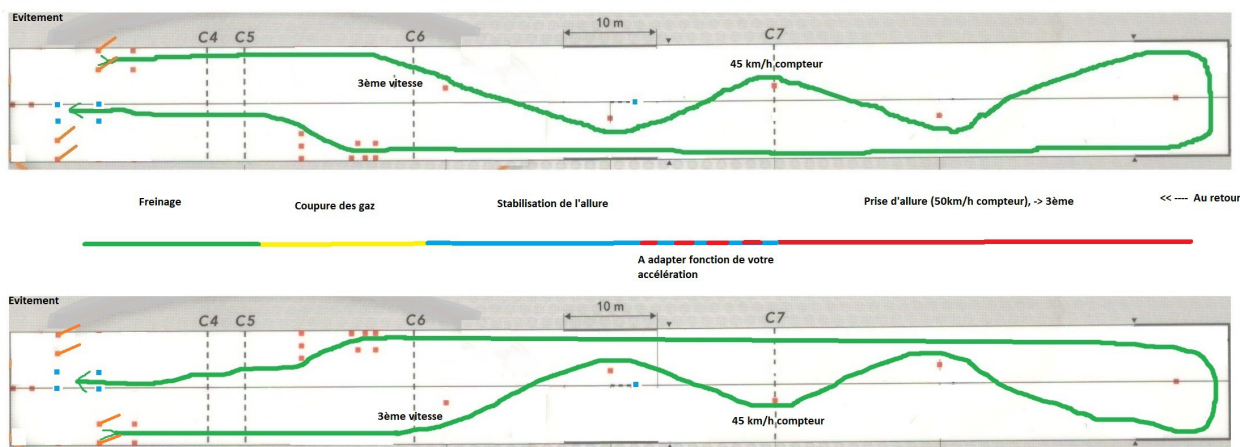 Evitement
C4
C5
C6
10 m
C7
45 km/h compteur
3ème vitesse
Freinage
Coupure des gaz
Stabilisation de l'allure
Prise d'allure (50km/h compteur), -> 3ème
<< ---- Au retour
A adapter fonction de votre
accélération
Evitement
C4
C5
C6
10 m
C7
3ème vitesse
45 km/h compteur